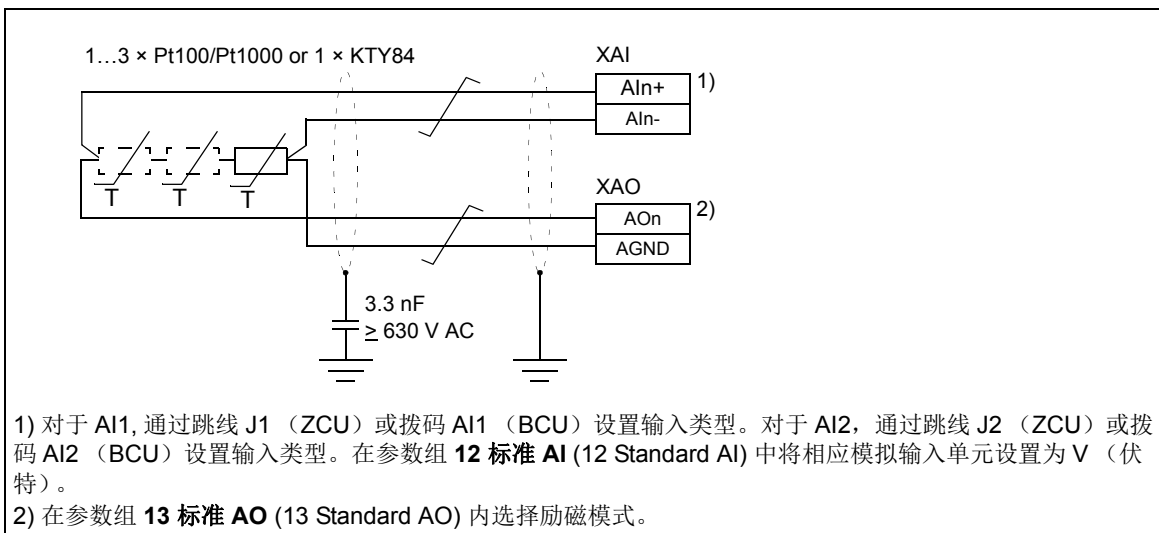 1…3 × Pt100/Pt1000 or 1 × KTY84
XAI
AIn+
1)
AIn-
T
T
T
XAO
AOn
2)
AGND
3.3 nF
≥ 630 V AC
1) 对于 AI1, 通过跳线 J1 （ZCU）或拨码 AI1 （BCU）设置输入类型。对于 AI2，通过跳线 J2 （ZCU）或拨
码 AI2 （BCU）设置输入类型。在参数组 12 标准 AI (12 Standard AI) 中将相应模拟输入单元设置为 V （伏
特）。
2) 在参数组 13 标准 AO (13 Standard AO) 内选择励磁模式。